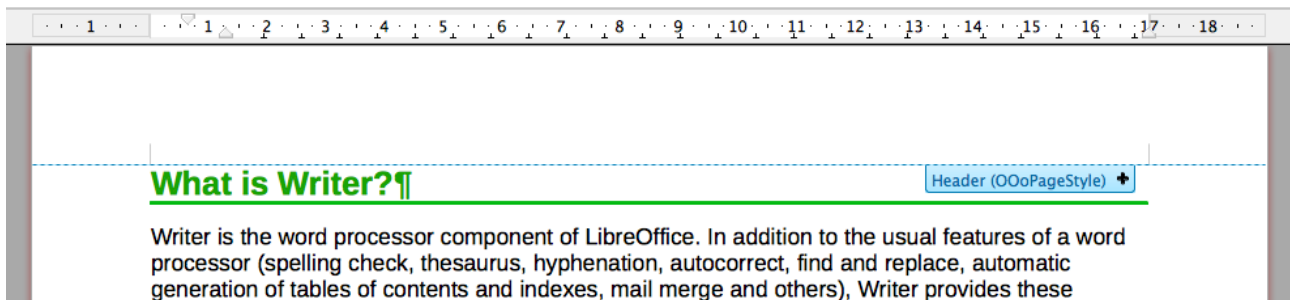 1 1 2 3 4 5 6 7 8 9 10 11 12 13 14 15 16 17 18
What is Writer?¶
Header (OOoPageStyle) +
Writer is the word processor component of LibreOffice. In addition to the usual features of a word
processor (spelling check, thesaurus, hyphenation, autocorrect, find and replace, automatic
generation of tables of contents and indexes, mail merge and others), Writer provides these